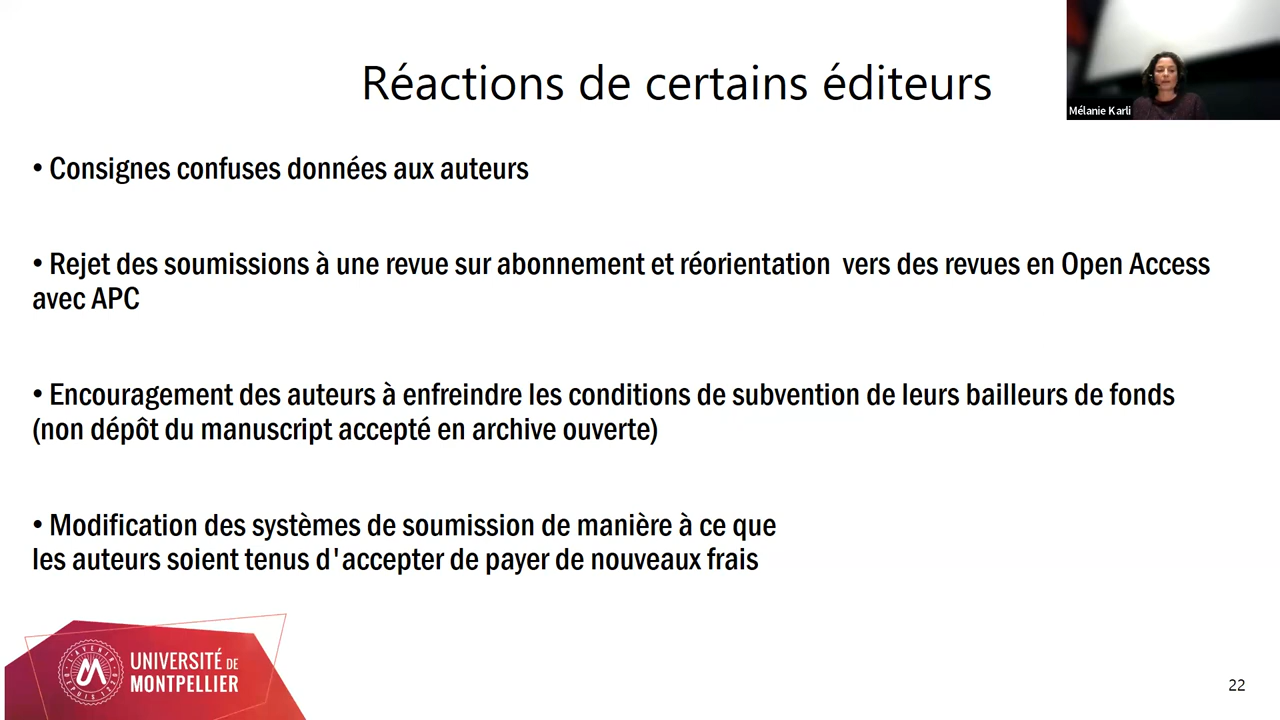 Réactions de certains éditeurs
Mélanie Karli
• Consignes confuses données aux auteurs
• Rejet des soumissions à une revue sur abonnement et réorientation vers des revues en Open Access
avec APC
• Encouragement des auteurs à enfreindre les conditions de subvention de leurs bailleurs de fonds
(non dépôt du manuscript accepté en archive ouverte)
• Modification des systèmes de soumission de manière à ce que
les auteurs soient tenus d'accepter de payer de nouveaux frais
UNIVERSITÉ DE
MONTPELLIER
22